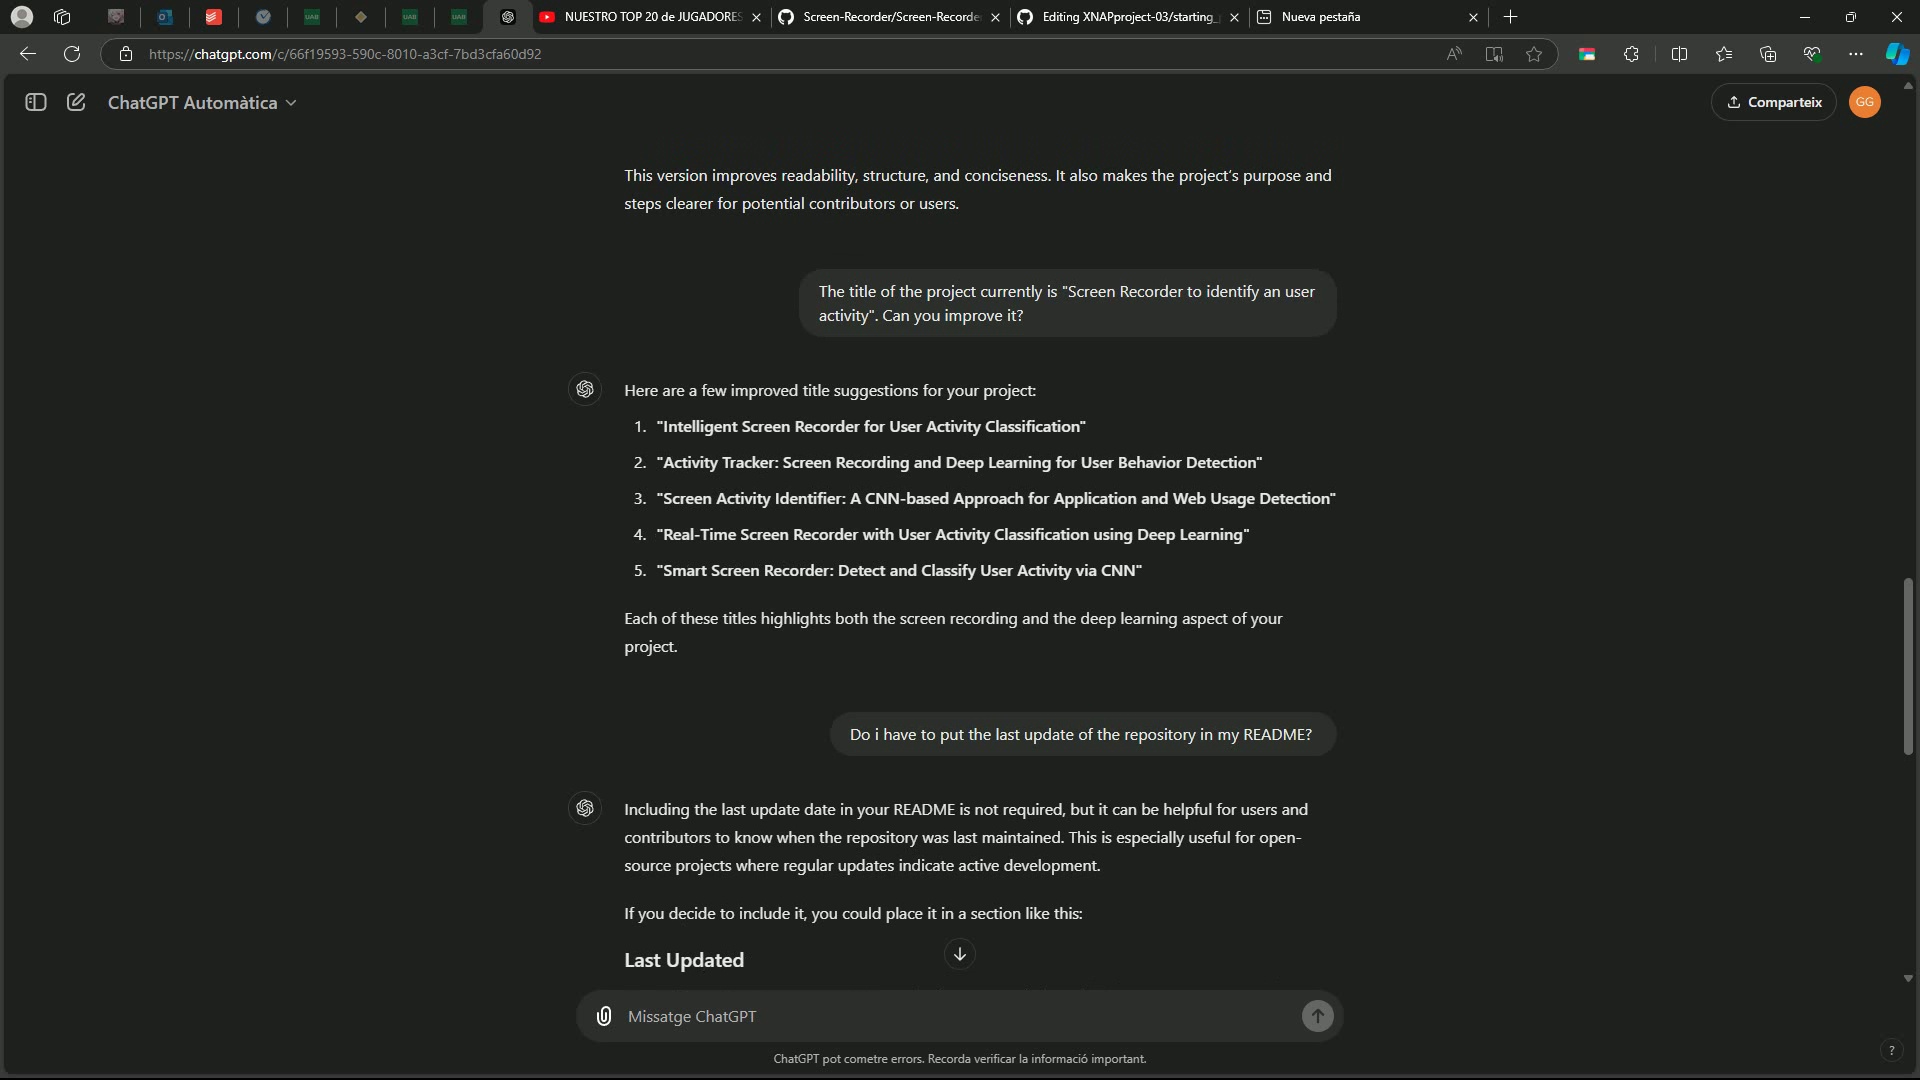 UAB
UAB
UAB
NUESTRO TOP 20 de JUGADORES
Screen-Recorder/Screen-Recorde
Editing XNAPproject-03/starting_
Nueva pestaña
https://chatgpt.com/c/66f19593-590c-8010-a3cf-7bd3cfa60d92
ChatGPT Automàtica
Comparteix
GG
This version improves readability, structure, and conciseness. It also makes the project's purpose and
steps clearer for potential contributors or users.
The title of the project currently is "Screen Recorder to identify an user
activity". Can you improve it?
Here are a few improved title suggestions for your project:
1. "Intelligent Screen Recorder for User Activity Classification"
2. "Activity Tracker: Screen Recording and Deep Learning for User Behavior Detection"
3. "Screen Activity Identifier: A CNN-based Approach for Application and Web Usage Detection"
4. "Real-Time Screen Recorder with User Activity Classification using Deep Learning"
5. "Smart Screen Recorder: Detect and Classify User Activity via CNN"
Each of these titles highlights both the screen recording and the deep learning aspect of your
project.
Do i have to put the last update of the repository in my README?
Including the last update date in your README is not required, but it can be helpful for users and
contributors to know when the repository was last maintained. This is especially useful for open-
source projects where regular updates indicate active development.
If you decide to include it, you could place it in a section like this:
Last Updated
Missatge ChatGPT
ChatGPT pot cometre errors. Recorda verificar la informació important.
?